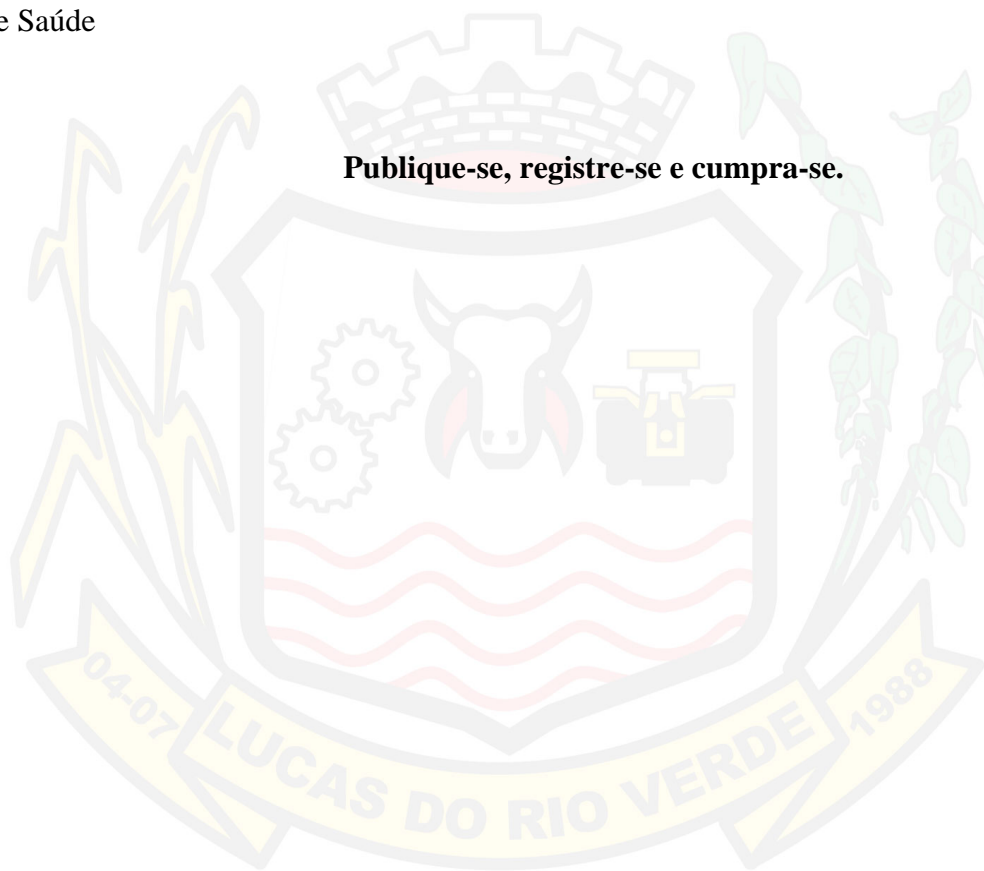 e Saúde
Publique-se, registre-se e cumpra-se.
04-07
LUCAS DO RIO VERDE
1988